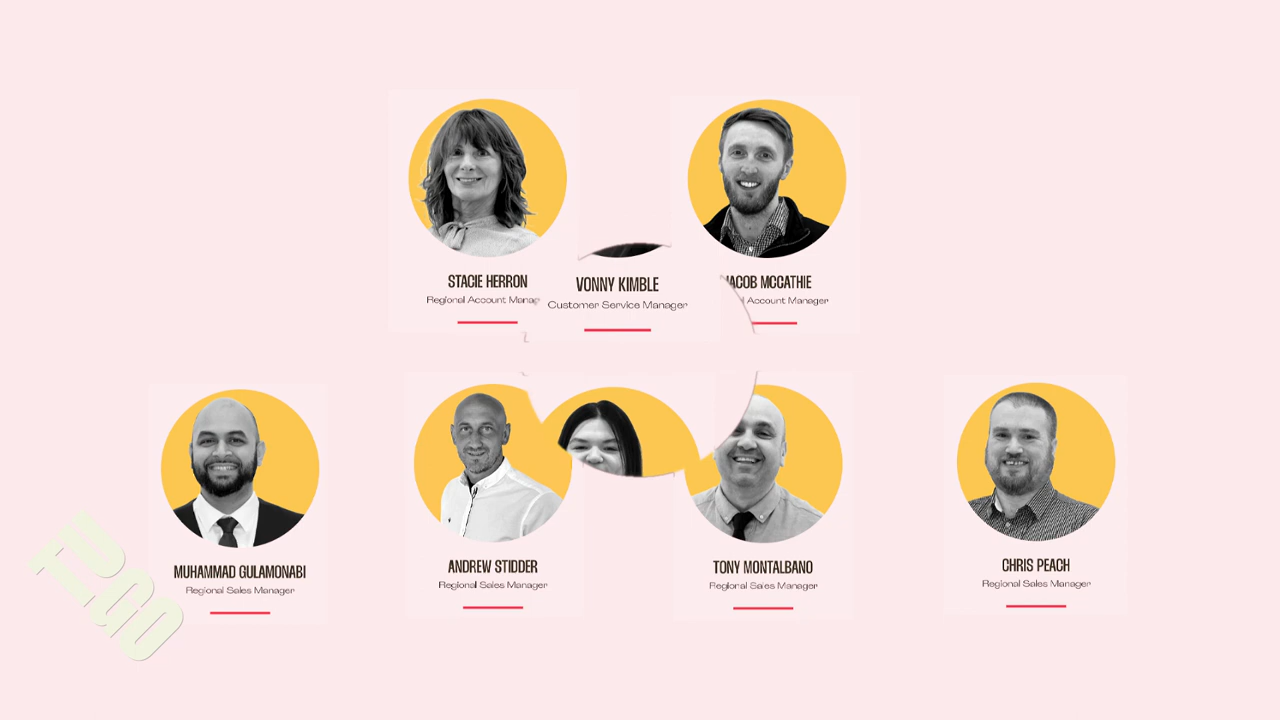 STACIE HERRON
Regional Account Manag
VONNY KIMBLE
Customer Service Manager
JACOB MCCATHIE
Account Manager
MUHAMMAD GULAMONABI
Regional Sales Manager
ANDREW STIDDER
Regional Sales Manager
TONY MONTALBANO
Regional Sales Manager
CHRIS PEACH
Regional Sales Manager